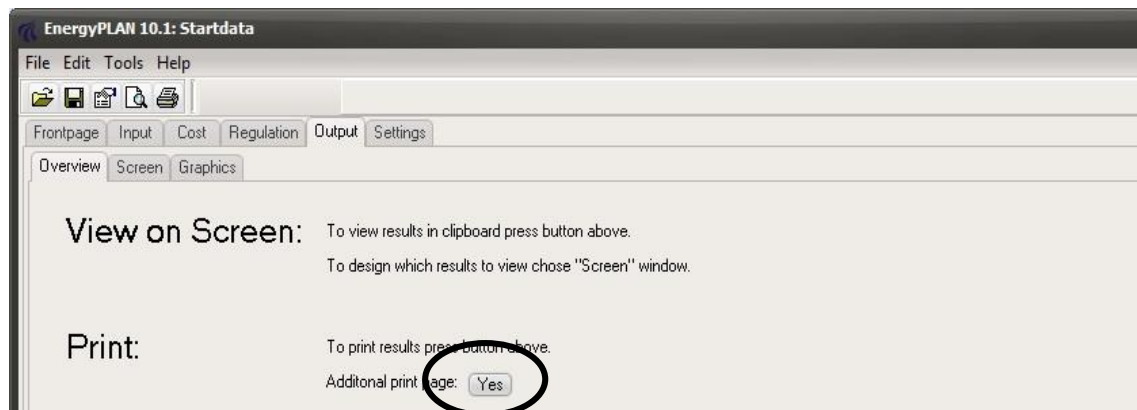 EnergyPLAN 10.1: Startdata
File Edit Tools Help
Frontpage Input Cost Regulation Output Settings
Overview Screen Graphics
View on Screen: To view results in clipboard press button above.
To design which results to view chose "Screen" window.
Print: To print results press button above.
Additonal print page: Yes